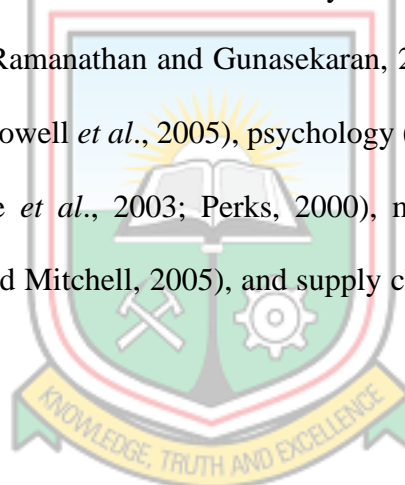 Ramanathan and Gunasekaran, 2
owell et al., 2005), psychology (
e et al., 2003; Perks, 2000), m
d Mitchell, 2005), and supply c
KNOWLEDGE, TRUTH AND EXCELLENCE